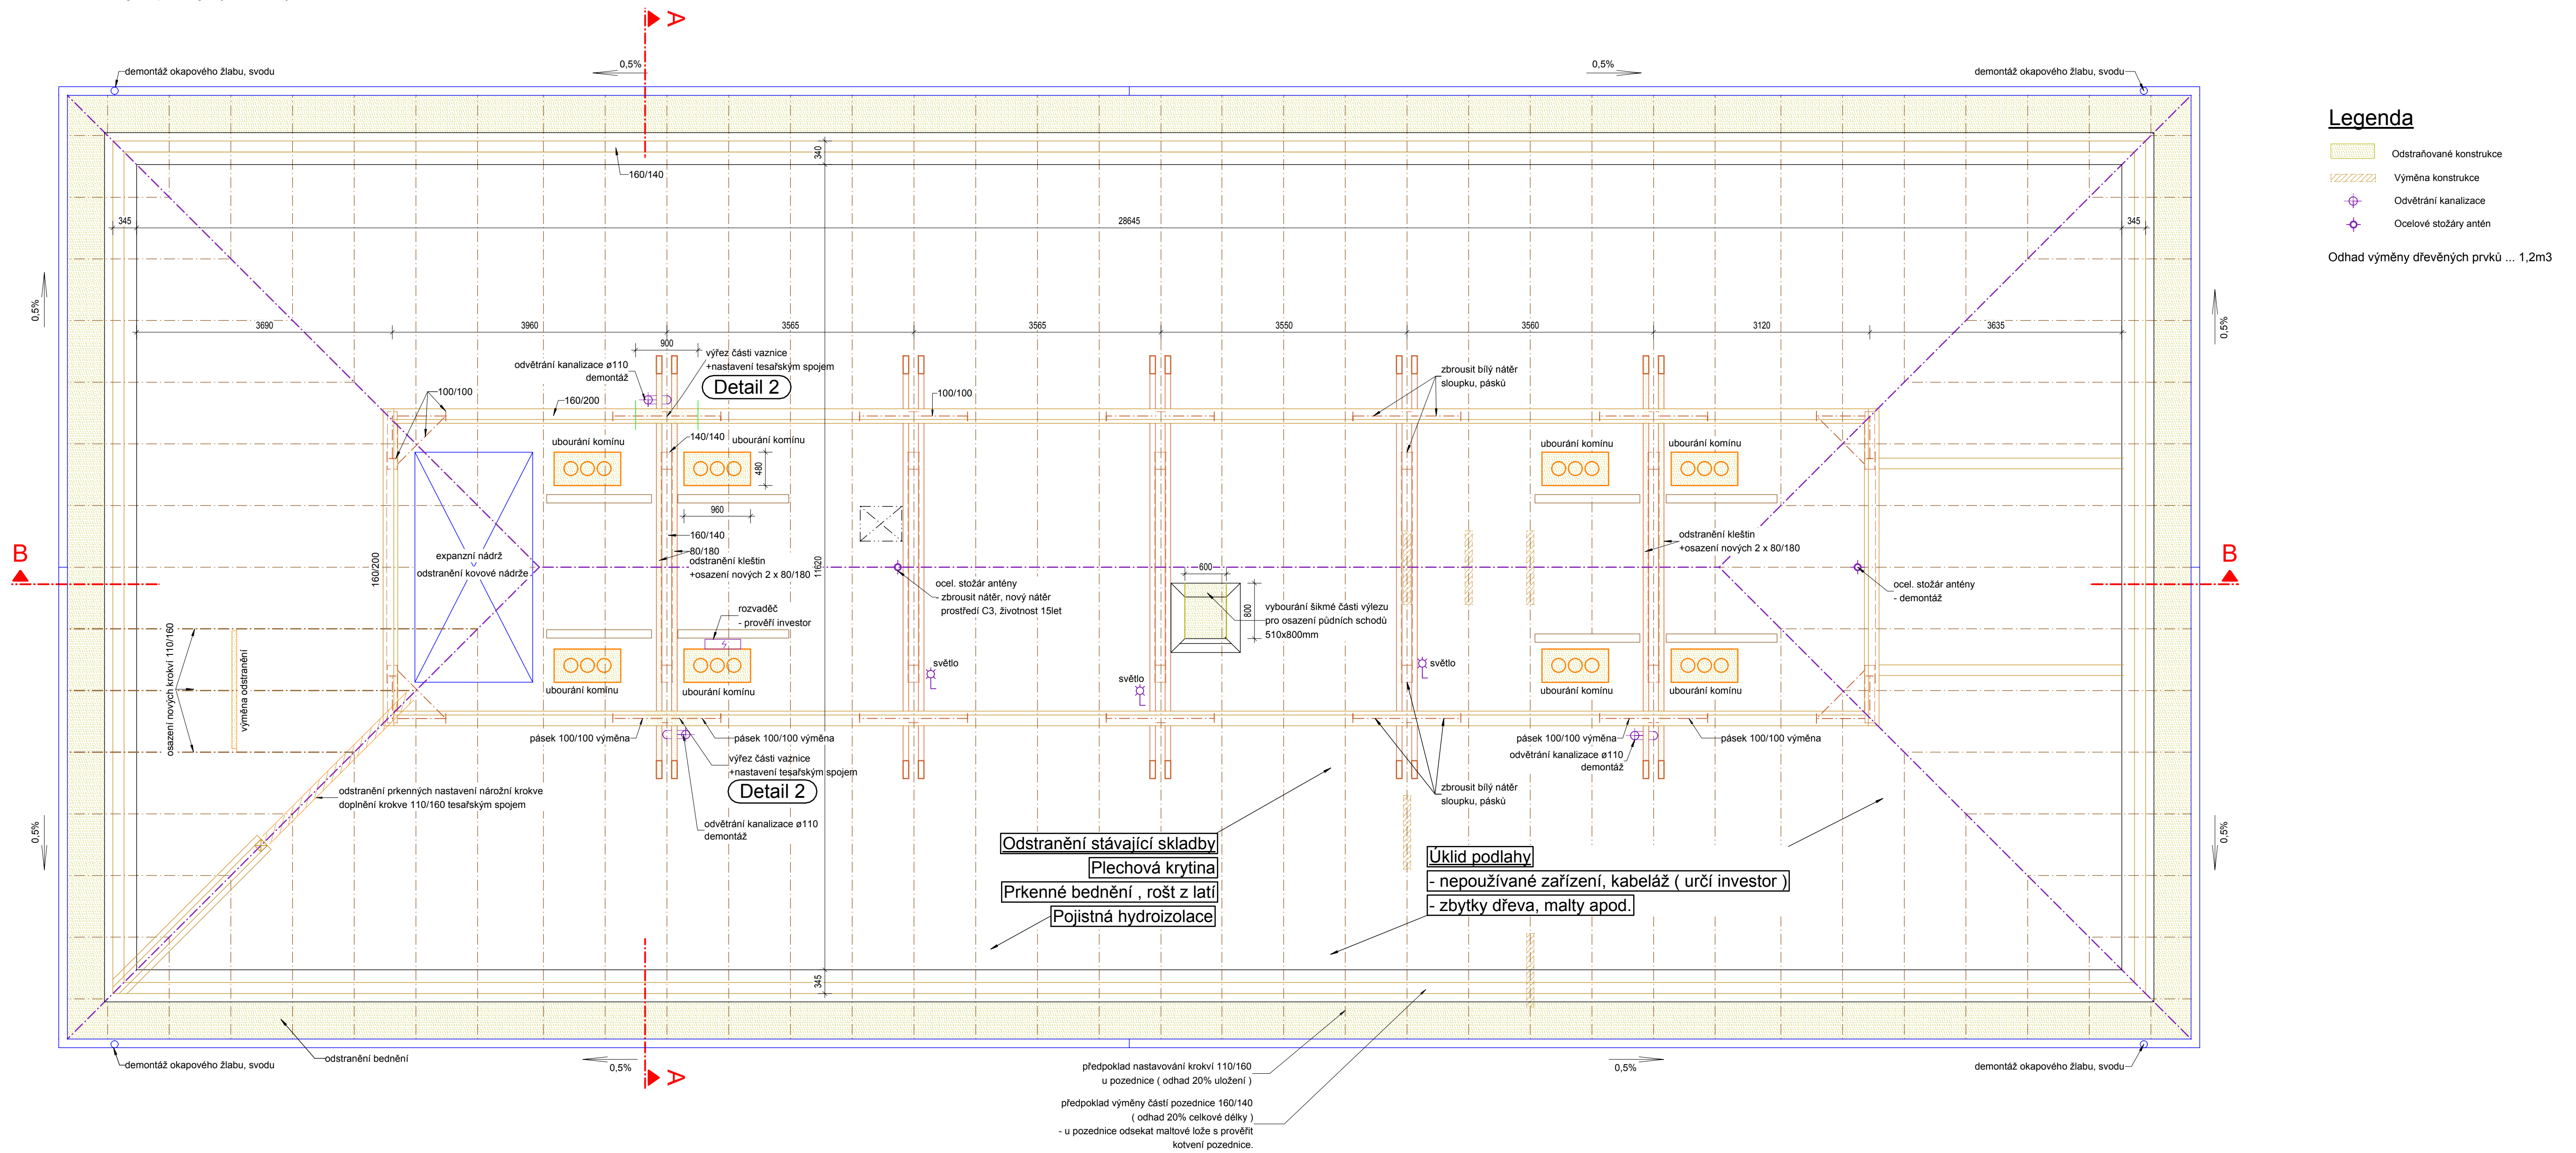 A
0,5%
0,5%
demontáž okapového žlabu, svodu
demontáž okapového žlabu, svodu
Legenda
Odstraňované konstrukce
Výměna konstrukce
Odvětrání kanalizace
Ocelové stožáry antén
Odhad výměny dřevěných prvků ... 1,2m3
340
160/140
345
28645
345
0,5%
0,5%
3690
3960
3565
3565
3550
3560
3120
3635
900
odvětrání kanalizace ø110
demontáž
výřez části vaznice
+nastavení tesařským spojem
Detail 2
zbrousit bílý nátěr
sloupku, pásků
100/100
160/200
100/100
ubourání komínu
140/140
ubourání komínu
480
ubourání komínu
ubourání komínu
960
160/140
80/180
odstranění kleštin
+osazení nových 2 x 80/180
odstranění kleštin
+osazení nových 2 x 80/180
B
B
expanzní nádrž
odstranění kovové nádrže
160/200
11620
ocel. stožár antény
- zbrousit nátěr, nový nátěr
prostředí C3, životnost 15let
600
800
ocel. stožár antény
- demontáž
rozvaděč
- prověří investor
vybourání šikmé části výlezu
pro osazení půdních schodů
510x800mm
osazení nových krokví 110/160
výměna odstranění
světlo
světlo
světlo
ubourání komínu
ubourání komínu
ubourání komínu
ubourání komínu
pásek 100/100 výměna
pásek 100/100 výměna
pásek 100/100 výměna
pásek 100/100 výměna
výřez části vaznice
+nastavení tesařským spojem
Detail 2
odvětrání kanalizace ø110
demontáž
odvětrání kanalizace ø110
demontáž
zbrousit bílý nátěr
sloupku, pásků
odstranění prkenných nastavení nárožní krokve
doplnění krokve 110/160 tesařským spojem
0,5%
0,5%
Odstranění stávající skladby
Plechová krytina
Prkenné bednění , rošt z latí
Pojistná hydroizolace
Úklid podlahy
- nepoužívané zařízení, kabeláž ( určí investor )
- zbytky dřeva, malty apod.
345
odstranění bednění
demontáž okapového žlabu, svodu
0,5%
A
předpoklad nastavování krokví 110/160
u pozednice ( odhad 20% uložení )
0,5%
demontáž okapového žlabu, svodu
předpoklad výměny částí pozednice 160/140
( odhad 20% celkové délky )
- u pozednice odsekat maltové lože s prověřit
kotvení pozednice.